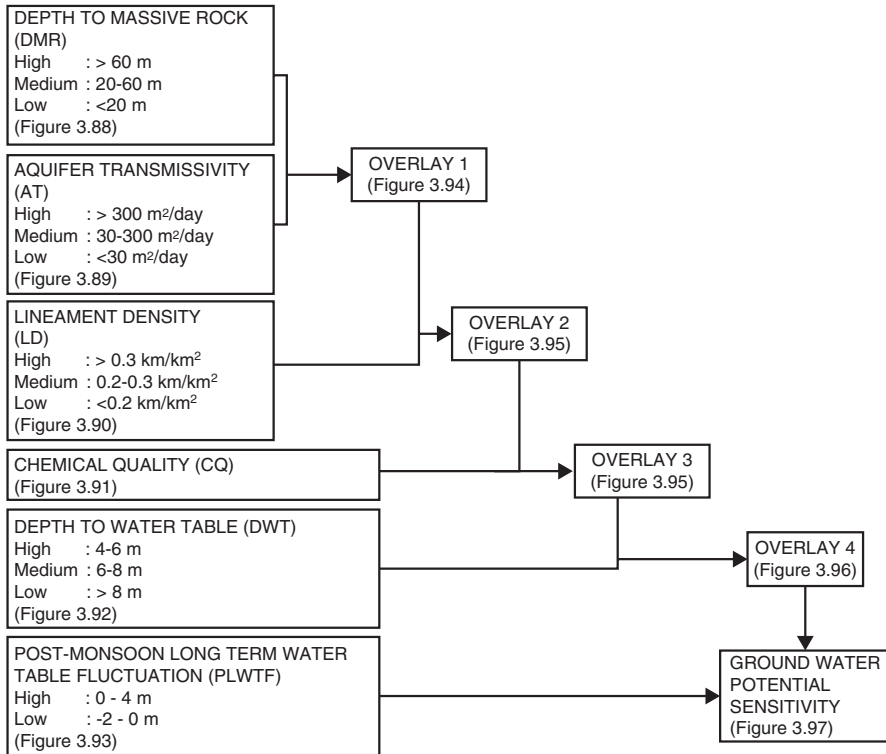 DEPTH TO MASSIVE ROCK
(DMR)
High : > 60 m
Medium : 20-60 m
Low : <20 m
(Figure 3.88)
AQUIFER TRANSMISSIVITY
(AT)
High : > 300 m²/day
Medium : 30-300 m²/day
Low : <30 m²/day
(Figure 3.89)
OVERLAY 1
(Figure 3.94)
LINEAMENT DENSITY
(LD)
High : > 0.3 km/km²
Medium : 0.2-0.3 km/km²
Low : <0.2 km/km²
(Figure 3.90)
OVERLAY 2
(Figure 3.95)
CHEMICAL QUALITY (CQ)
(Figure 3.91)
OVERLAY 3
(Figure 3.95)
DEPTH TO WATER TABLE (DWT)
High : 4-6 m
Medium : 6-8 m
Low : > 8 m
(Figure 3.92)
OVERLAY 4
(Figure 3.96)
POST-MONSOON LONG TERM WATER
TABLE FLUCTUATION (PLWTF)
High : 0 - 4 m
Low : -2 - 0 m
(Figure 3.93)
GROUND WATER
POTENTIAL
SENSITIVITY
(Figure 3.97)